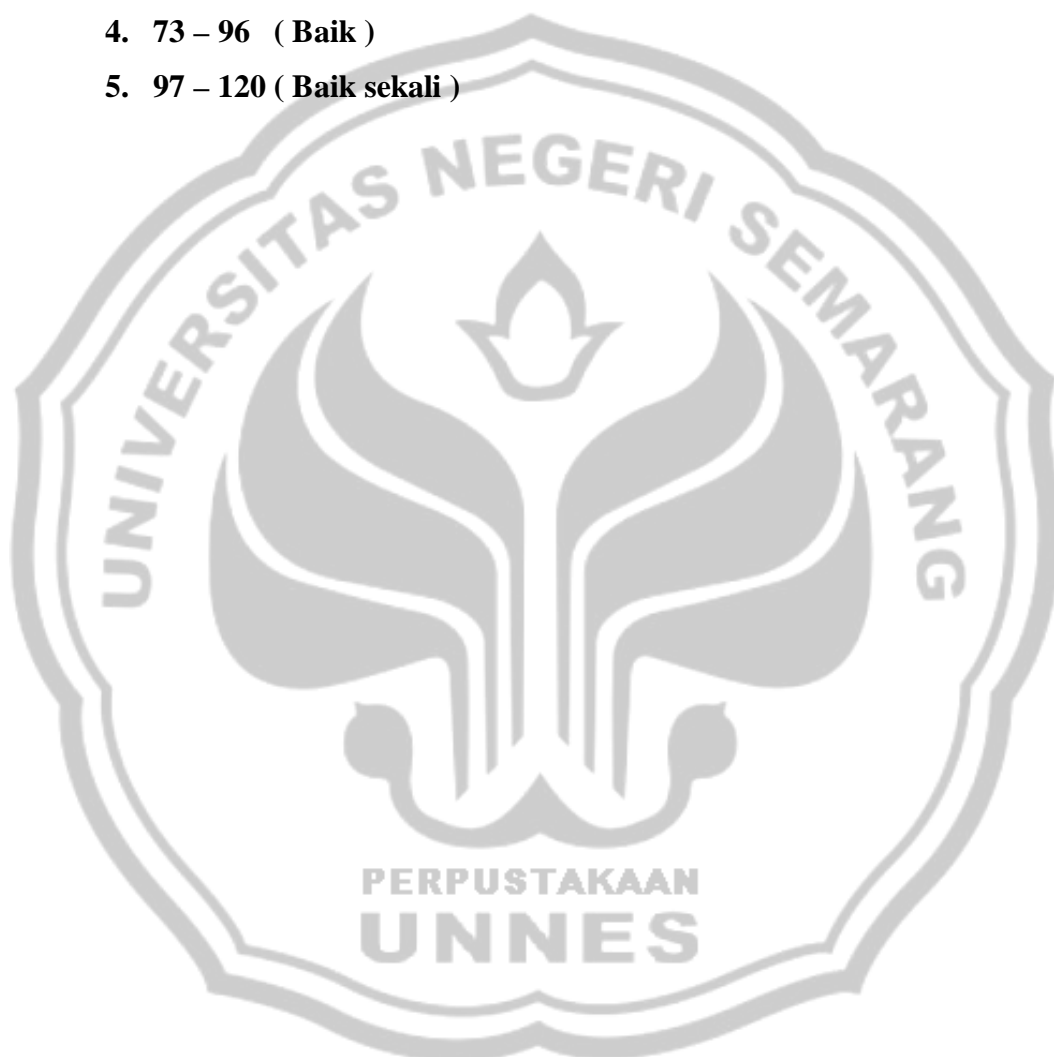 4. 73 – 96 ( Baik )
5. 97 – 120 ( Baik sekali )
UNIVERSITAS NEGERI SEMARANG
PERPUSTAKAAN
UNNES